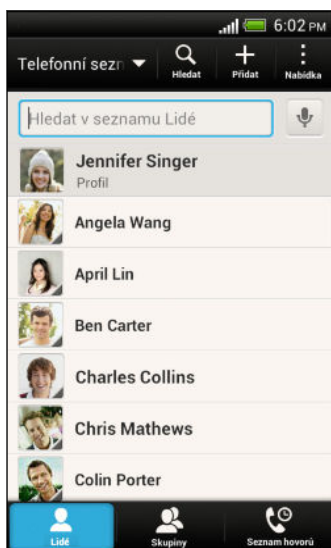 6:02 PM
Telefonní sezn
Hledat
Přidat
Nabídka
Hledat v seznamu Lidé
Jennifer Singer
Profil
Angela Wang
April Lin
Ben Carter
Charles Collins
Chris Mathews
Colin Porter
Lidé
Skupiny
Seznam hovorů